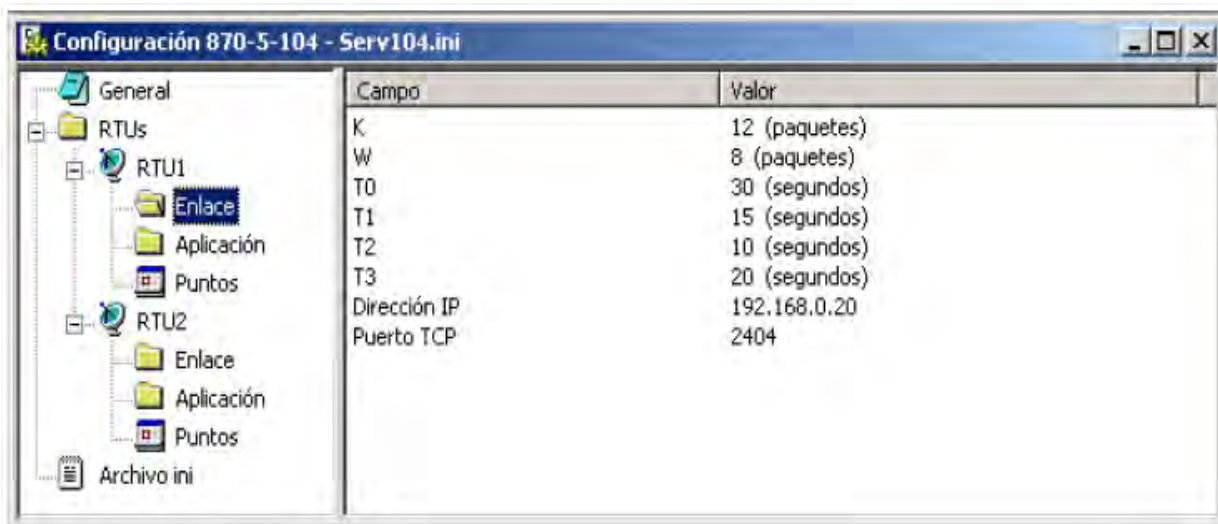 Configuración 870-5-104 - Serv104.ini
General
RTUs
RTU1
Enlace
Aplicación
Puntos
RTU2
Enlace
Aplicación
Puntos
Archivo ini
Campo Valor
K 12 (paquetes)
W 8 (paquetes)
T0 30 (segundos)
T1 15 (segundos)
T2 10 (segundos)
T3 20 (segundos)
Dirección IP 192.168.0.20
Puerto TCP 2404